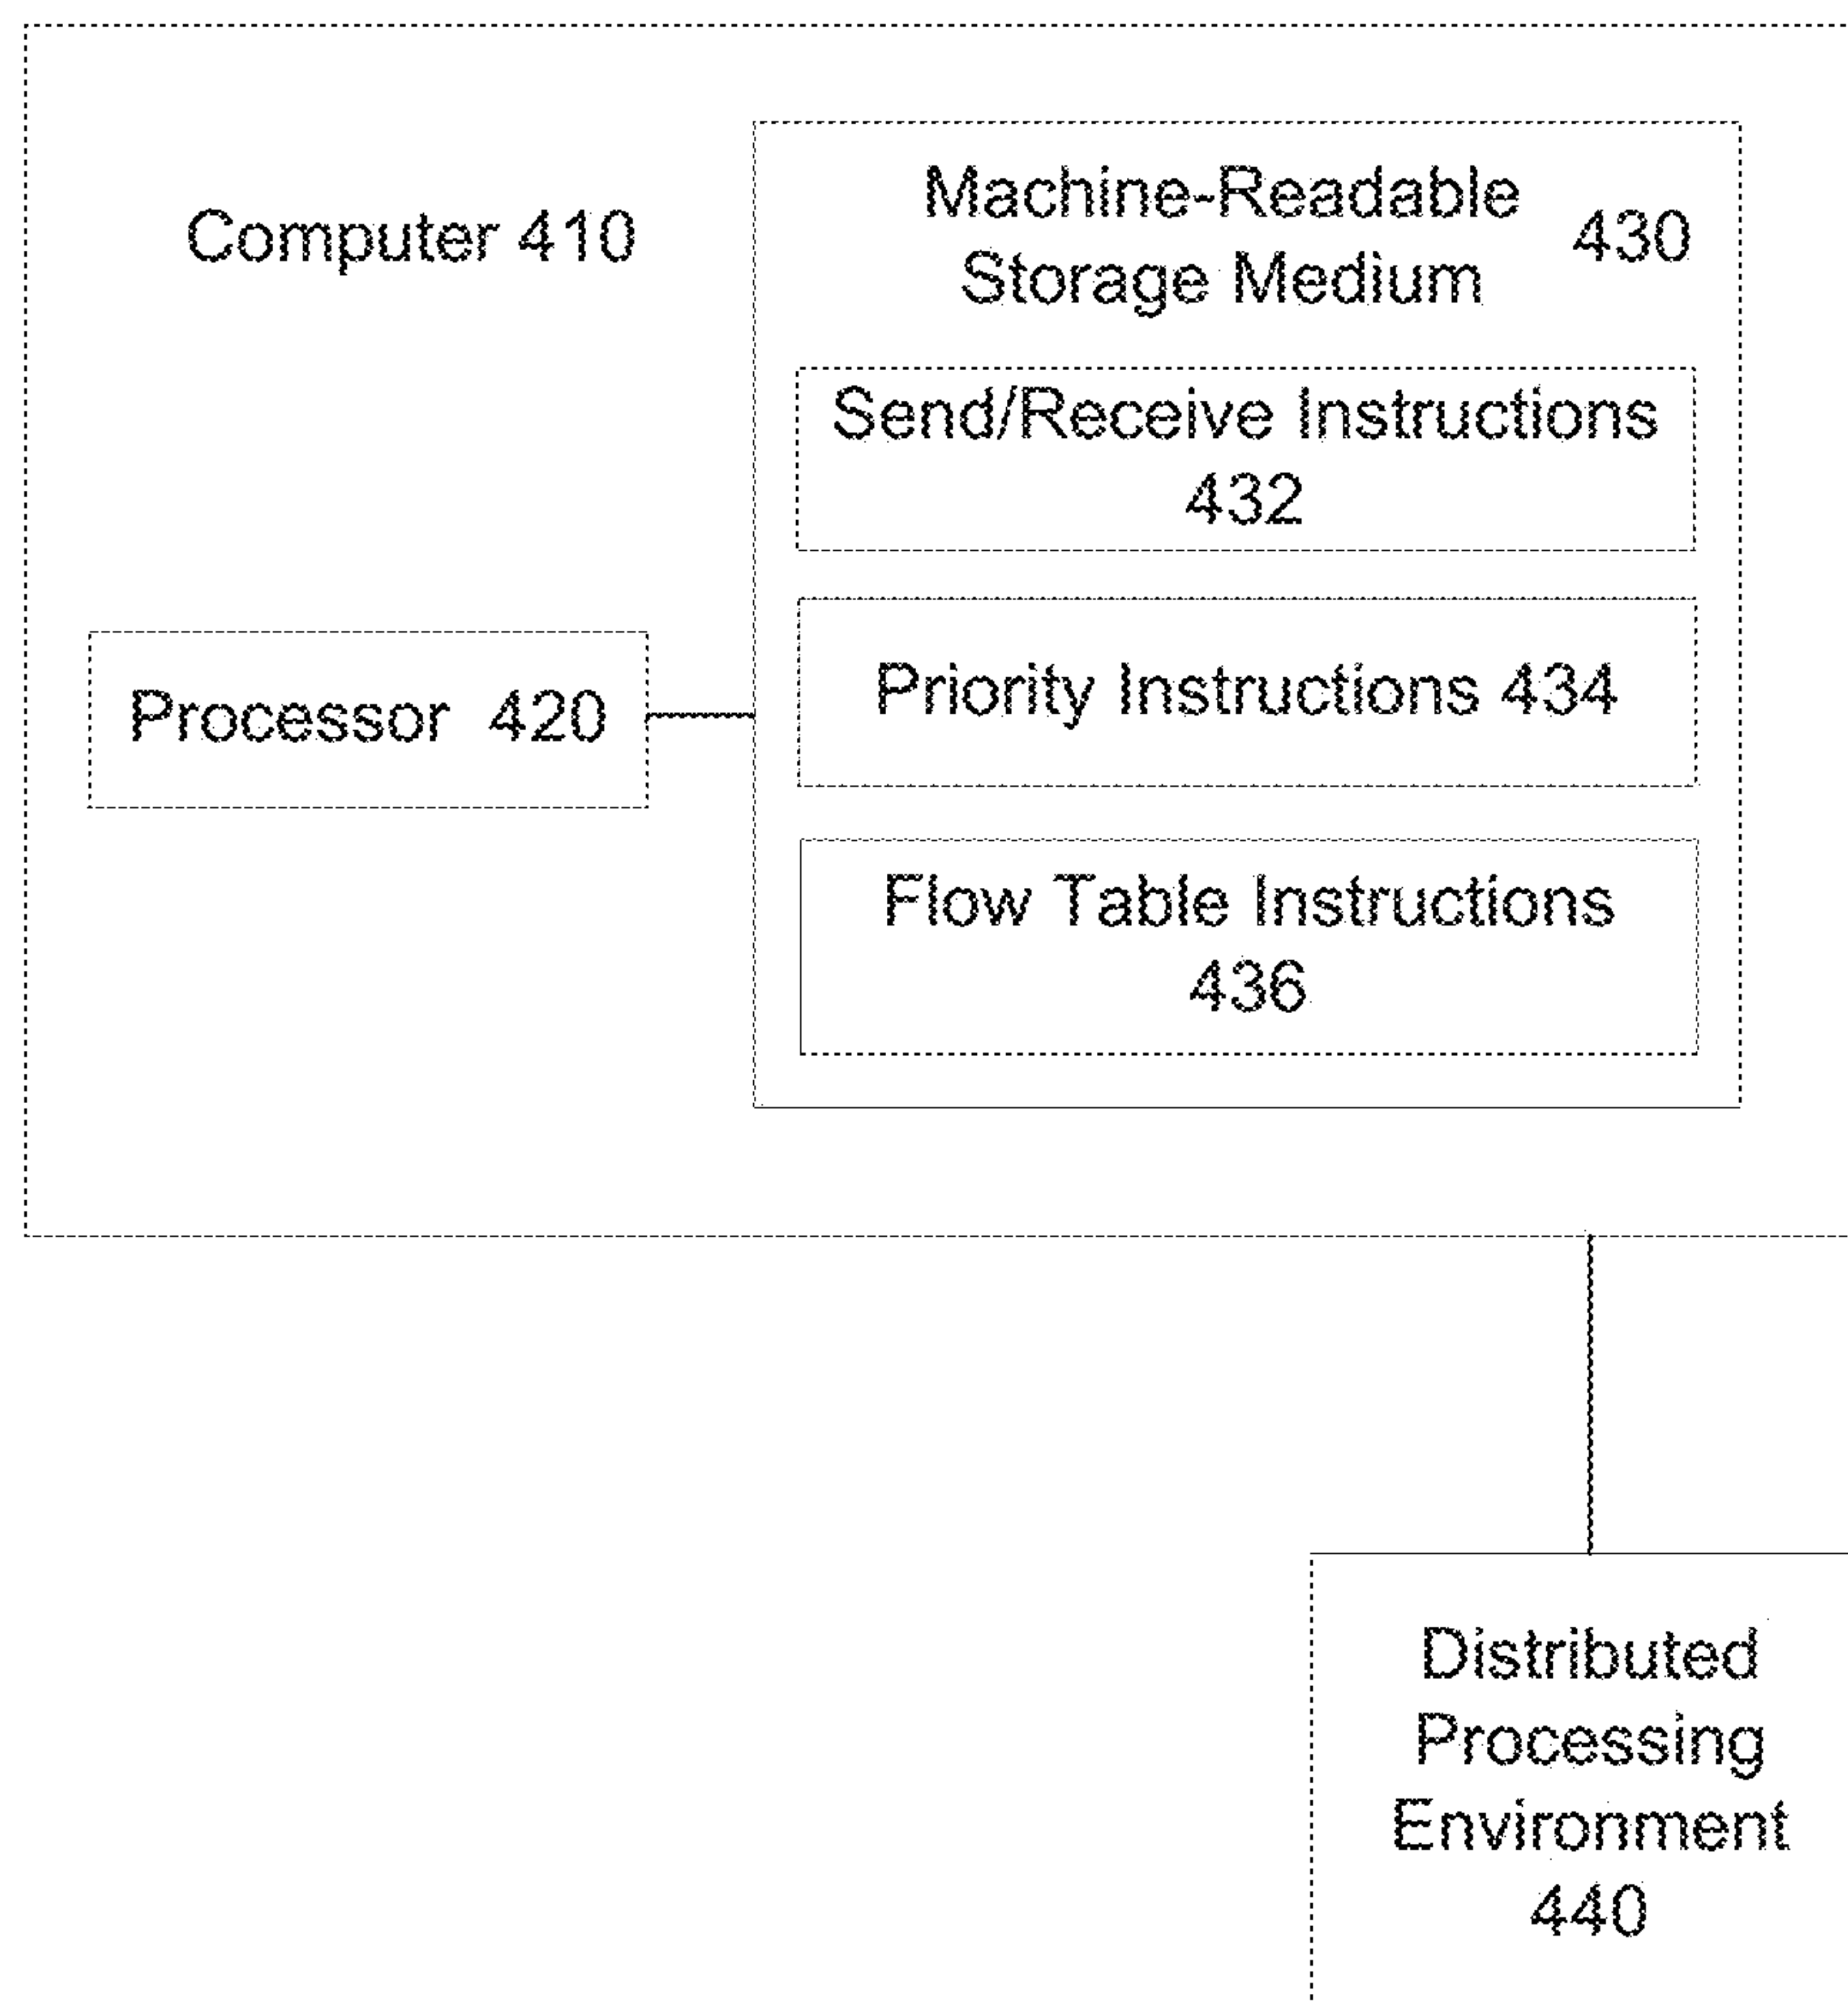 Computer 410
Machine-Readable
Storage Medium
430
Send/Receive Instructions
432
Processor 420
Priority Instructions 434
Flow Table Instructions
436
Distributed
Processing
Environment
440